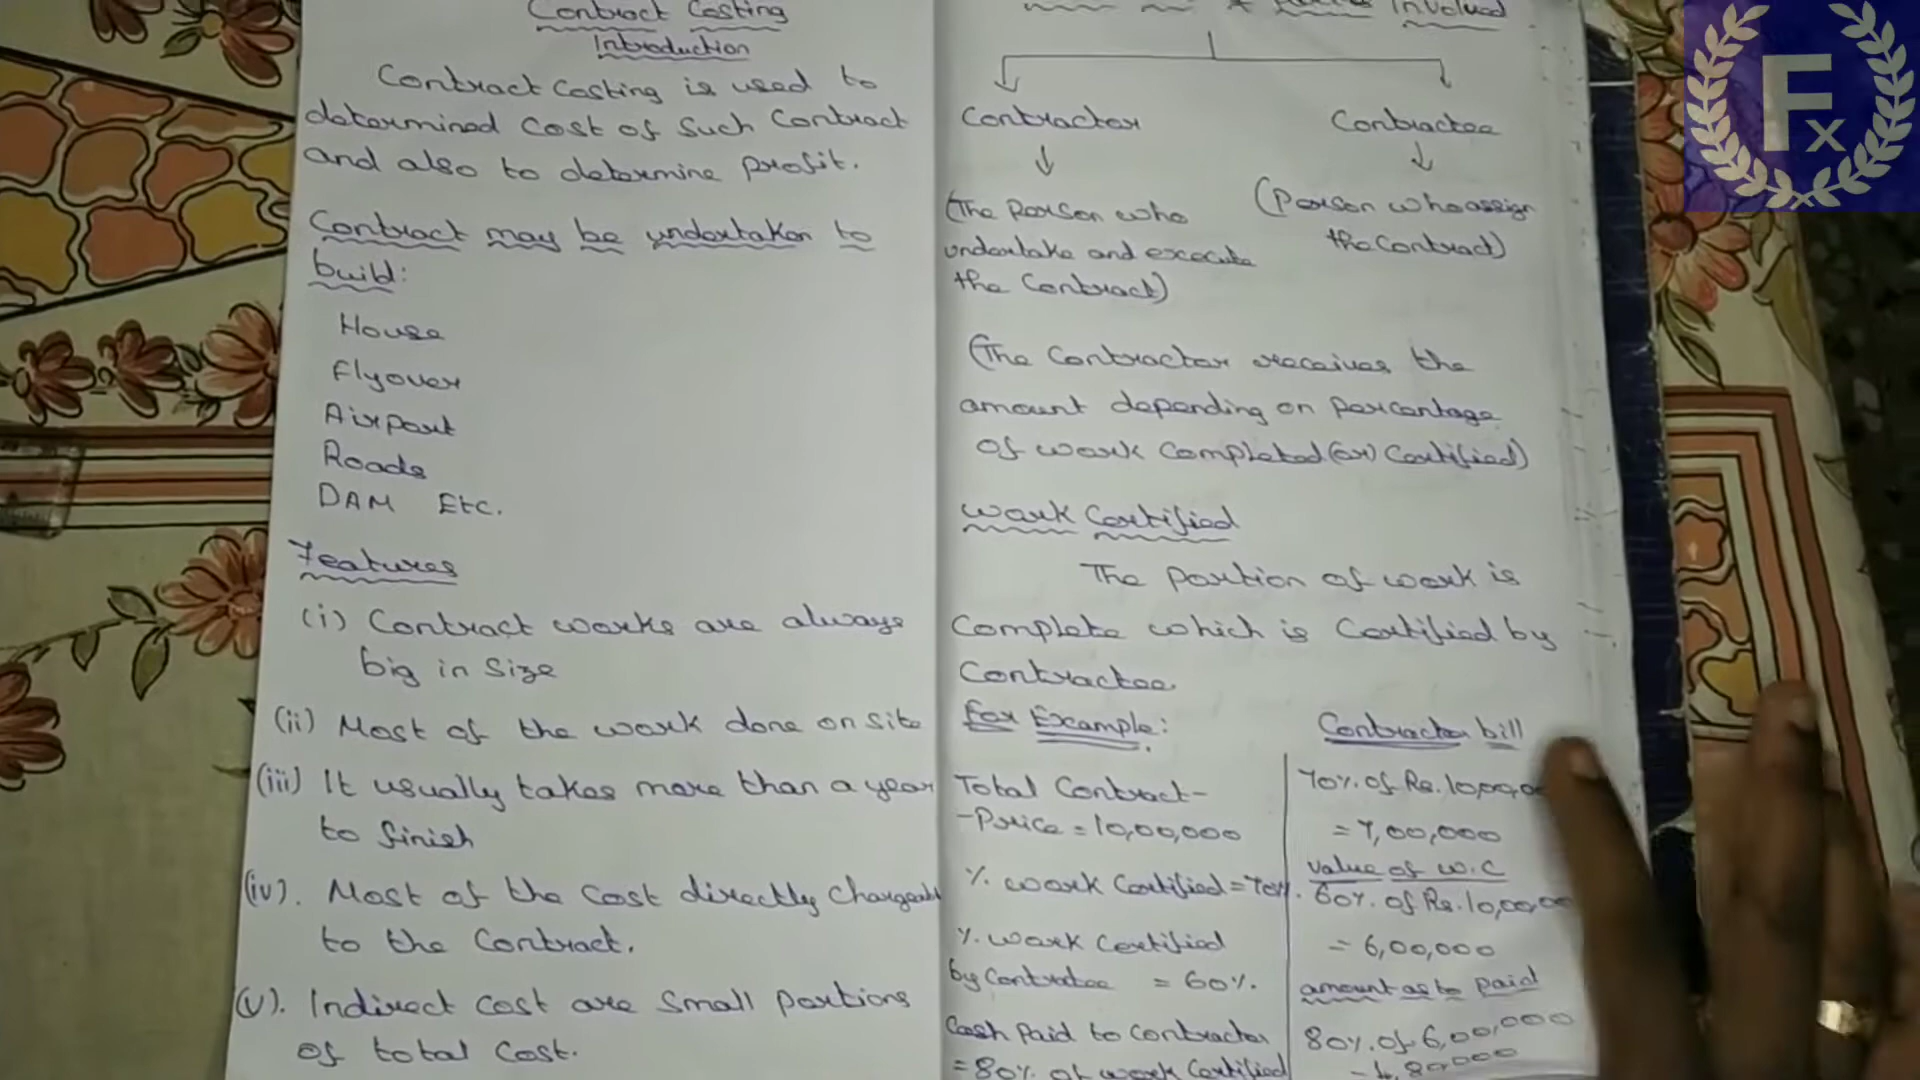 Contract Costing
Introduction
Contract Costing is used to
determined cost of such contract
and also to determine profit.
Contract may be undertaken to
build:
House
Flyover
Airport
Roads
DAM Etc.
Features
(i) Contract works are always
big in Size
(ii) Most of the work done on site
(iii) It usually takes more than a year
to finish
(iv). Most of the cost directly
to the Contract.
(v). Indirect cost are small portions
of total cost.
Involved
Contractor Contractee
(The Person who
undertake and execute
the Contract)
(Person who assign
the Contract)
(The Contractor receives the
amount depending on percentage
of work completed (or) Certified)
Work Certified
The portion of work is
Complete which is Certified by
Contractee.
For Example:
Total Contract-
-Price = 10,00,000
% work Certified = 70%.
% work Certified
by Contratee = 60%.
Cash Paid to Contractor
= 80% of work Certified
Contractor bill
70% of Rs. 10,00,00
= 7,00,000
value of W.C
60% of Rs. 10,00,000
= 6,00,000
amount as to paid
80% of 6,00,000
Fx